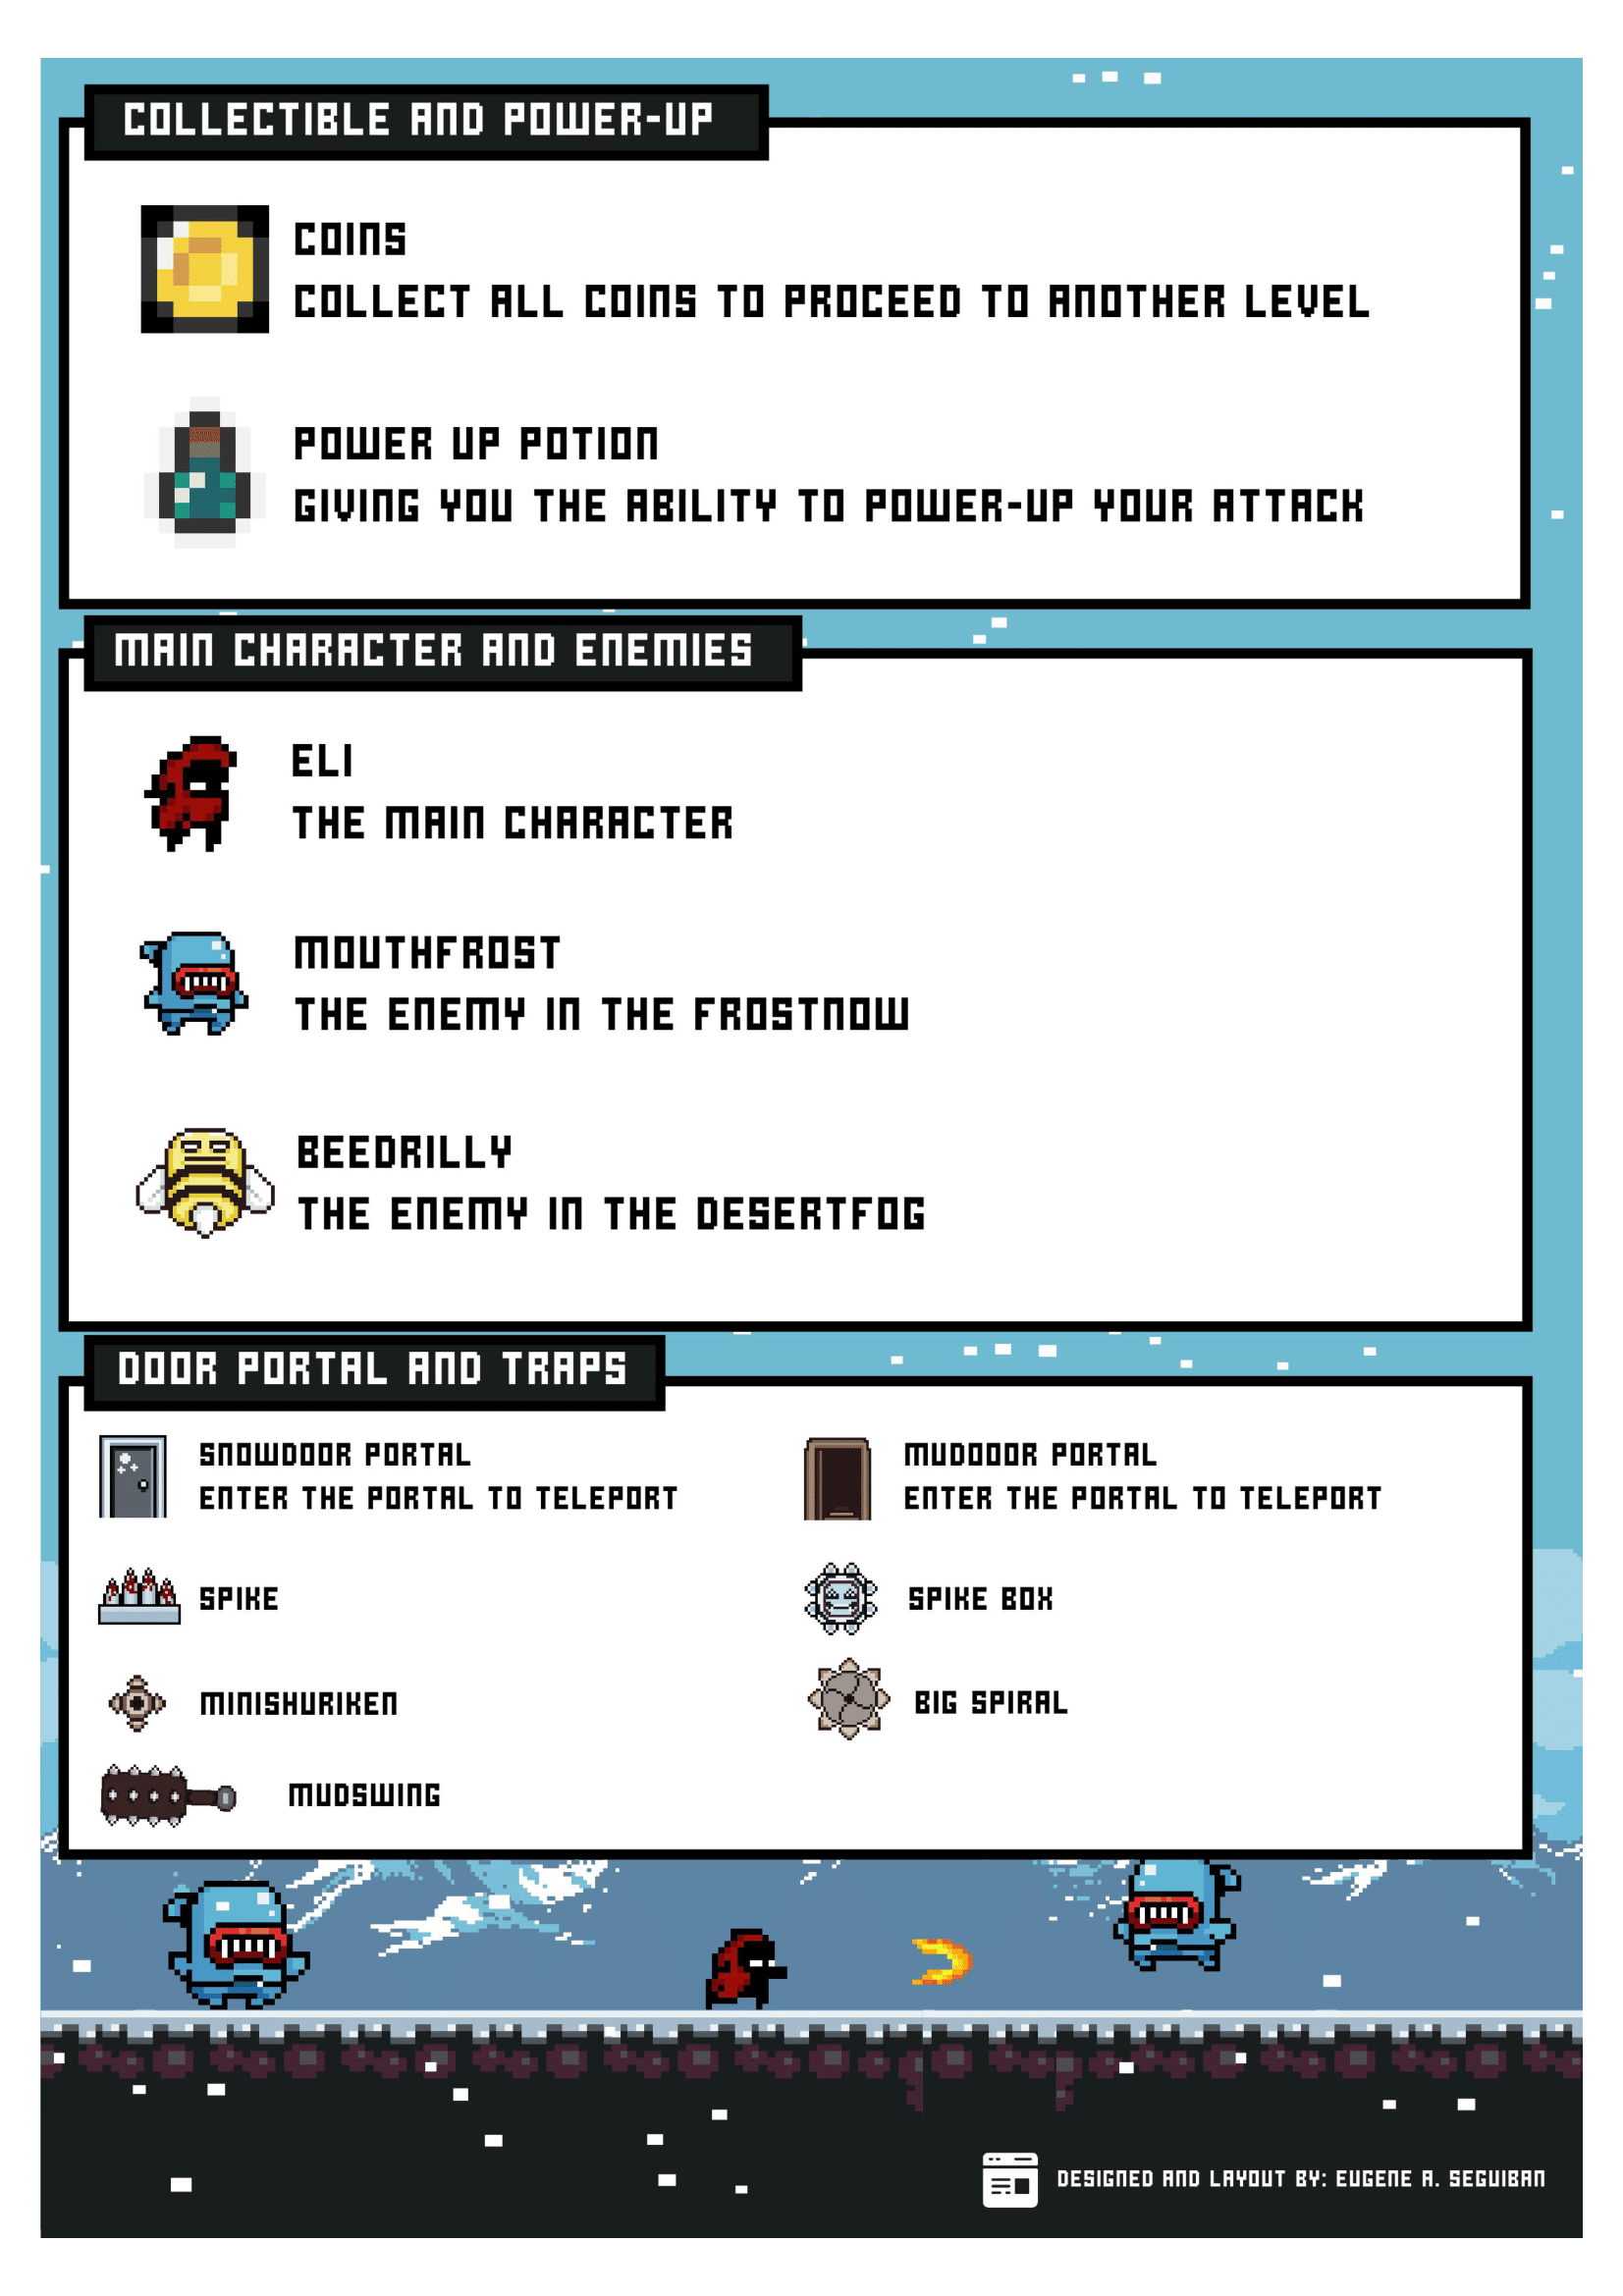 COLLECTIBLE AND POWER-UP
COINS
COLLECT ALL COINS TO PROCEED TO ANOTHER LEVEL
POWER UP POTION
GIVING YOU THE ABILITY TO POWER-UP YOUR ATTACK
MAIN CHARACTER AND ENEMIES
ELI
THE MAIN CHARACTER
MOUTHFROST
THE ENEMY IN THE FROSTNOW
BEEDRILLY
THE ENEMY IN THE DESERTFOG
DOOR PORTAL AND TRAPS
SNOWDOOR PORTAL
ENTER THE PORTAL TO TELEPORT
MUDOOOR PORTAL
ENTER THE PORTAL TO TELEPORT
SPIKE
SPIKE BOX
MINISHURIKEN
BIG SPIRAL
MUDSWING
DESIGNED AND LAYOUT BY: EUGENE A. SEGUIBAN